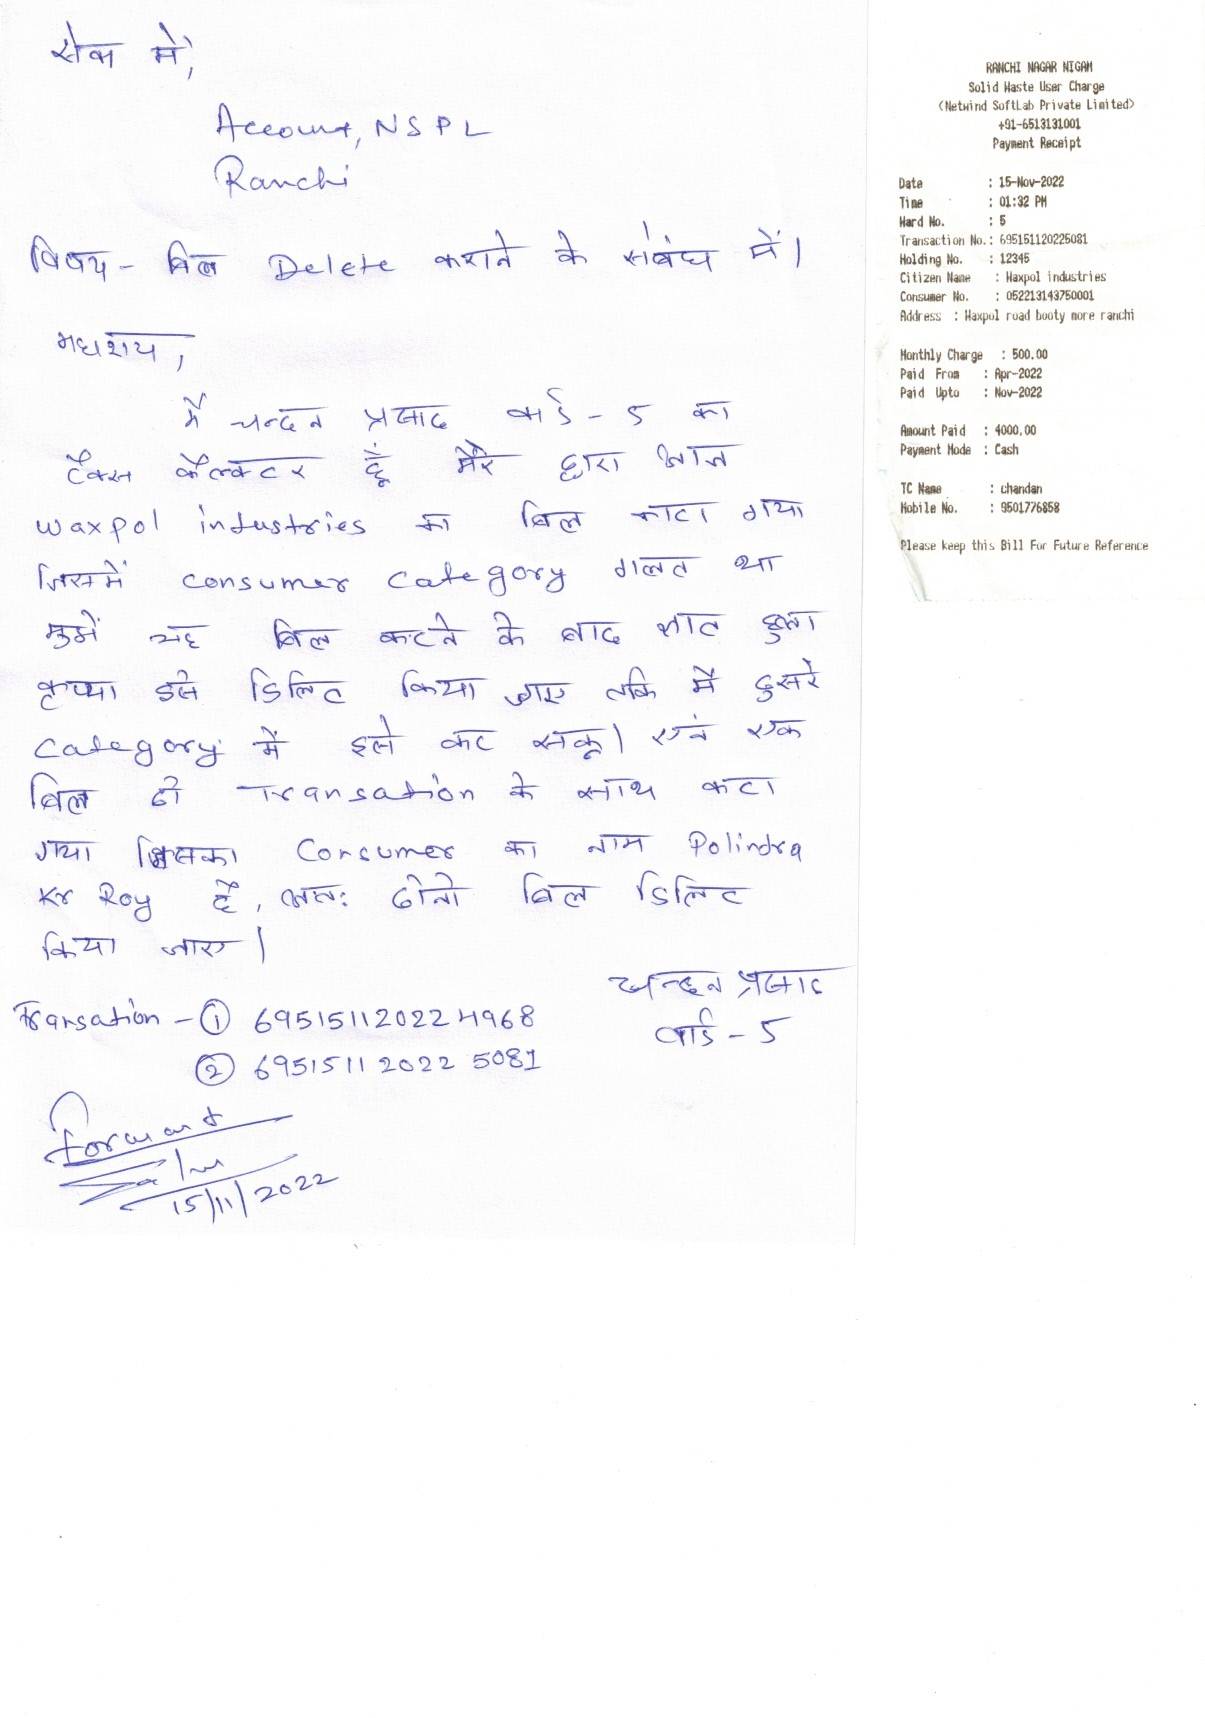 सेवा में,
Account, NSPL
Ranchi
विषय - बिल Delete कराने के संबंध में।
महाशय,
मैं चन्दन प्रसाद वार्ड - 5 का
टैक्स कॅलेक्टर हूँ मेरे द्वारा आज
waxpol industries का बिल काटा गया
जिसमें consumer category गलत था
मुझे यह बिल कटने के बाद ज्ञात हुआ
कृप्या इसे डिलिट किया जाए तकि मैं दुसरे
category में इसे काट सकू। एवं एक
बिल दो Transation के साथ कटा
गया जिसका Consumer का नाम Polindra
Kr Roy है, अतः दोनो बिल डिलिट
किया जाए।
चन्दन प्रसाद
वार्ड - 5
Transation - ① 695151120224968
② 695151120225081
Forward
15/11/2022
RANCHI NAGAR NIGAM
Solid Waste User Charge
(Netwind SoftLab Private Limited)
+91-6513131001
Payment Receipt
Date : 15-Nov-2022
Time : 01:32 PM
Ward No. : 5
Transaction No. : 695151120225081
Holding No. : 12345
Citizen Name : Waxpol industries
Consumer No. : 052213143750001
Address : Waxpol road booty more ranchi
Monthly Charge : 500.00
Paid From : Apr-2022
Paid Upto : Nov-2022
Amount Paid : 4000.00
Payment Mode : Cash
TC Name : chandan
Mobile No. : 9501776858
Please keep this Bill For Future Reference